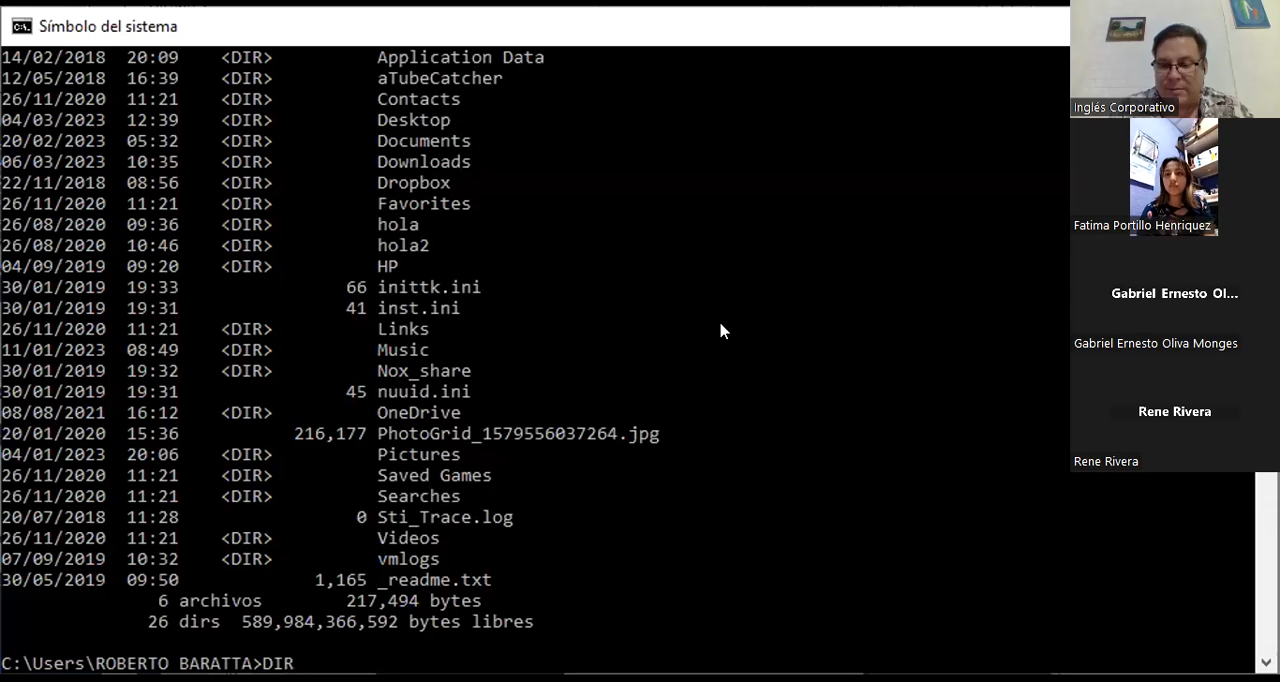 Símbolo del sistema
14/02/2018 20:09 <DIR> Application Data
12/05/2018 16:39 <DIR> aTubeCatcher
26/11/2020 11:21 <DIR> Contacts
04/03/2023 12:39 <DIR> Desktop
20/02/2023 05:32 <DIR> Documents
06/03/2023 10:35 <DIR> Downloads
22/11/2018 08:56 <DIR> Dropbox
26/11/2020 11:21 <DIR> Favorites
26/08/2020 09:36 <DIR> hola
26/08/2020 10:46 <DIR> hola2
04/09/2019 09:20 <DIR> HP
30/01/2019 19:33 66 inittk.ini
30/01/2019 19:31 41 inst.ini
26/11/2020 11:21 <DIR> Links
11/01/2023 08:49 <DIR> Music
30/01/2019 19:32 <DIR> Nox_share
30/01/2019 19:31 45 nuuid.ini
08/08/2021 16:12 <DIR> OneDrive
20/01/2020 15:36 216,177 PhotoGrid_1579556037264.jpg
04/01/2023 20:06 <DIR> Pictures
26/11/2020 11:21 <DIR> Saved Games
26/11/2020 11:21 <DIR> Searches
20/07/2018 11:28 0 Sti_Trace.log
26/11/2020 11:21 <DIR> Videos
07/09/2019 10:32 <DIR> vmlogs
30/05/2019 09:50 1,165 _readme.txt
6 archivos 217,494 bytes
26 dirs 589,984,366,592 bytes libres
C:\Users\ROBERTO BARATTA>DIR
Inglés Corporativo
Fatima Portillo Henriquez
Gabriel Ernesto Ol...
Gabriel Ernesto Oliva Monges
Rene Rivera
Rene Rivera